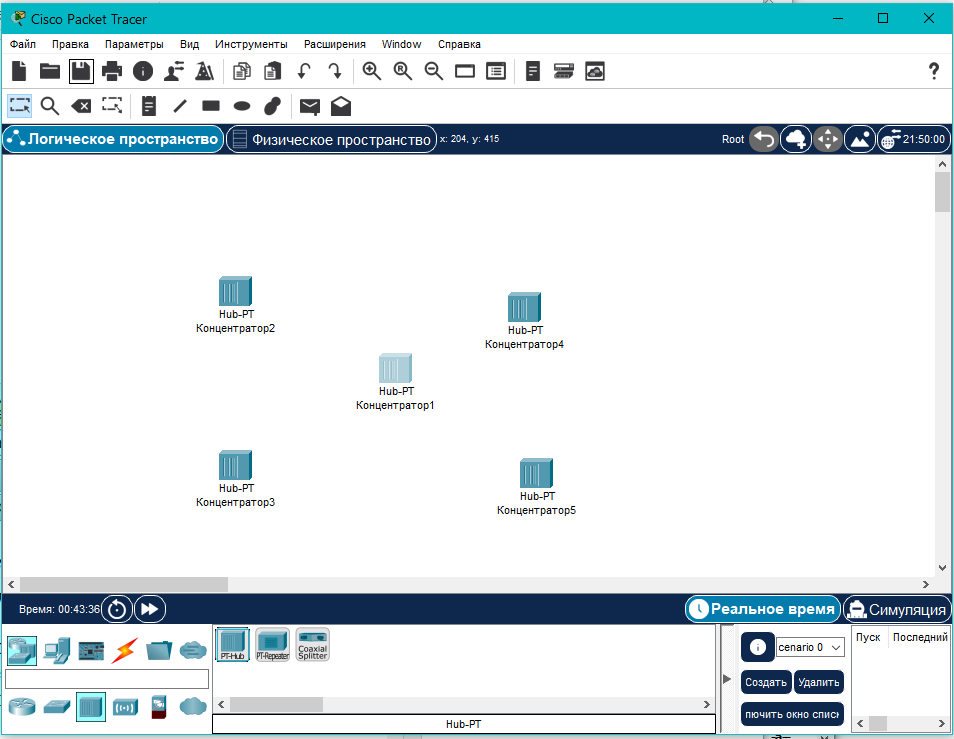 Cisco Packet Tracer
Файл Правка Параметры Вид Инструменты Расширения Window Справка
Логическое пространство Физическое пространство x: 204, y: 415 Root 21:50:00
Hub-PT
Концентратор2
Hub-PT
Концентратор4
Hub-PT
Концентратор1
Hub-PT
Концентратор3
Hub-PT
Концентратор5
Время: 00:43:36 Реальное время Симуляция
PT-Hub PT-Repeater Coaxial
Splitter
cenario 0 Пуск Последний
Создать Удалить
лючить окно списк
Hub-PT